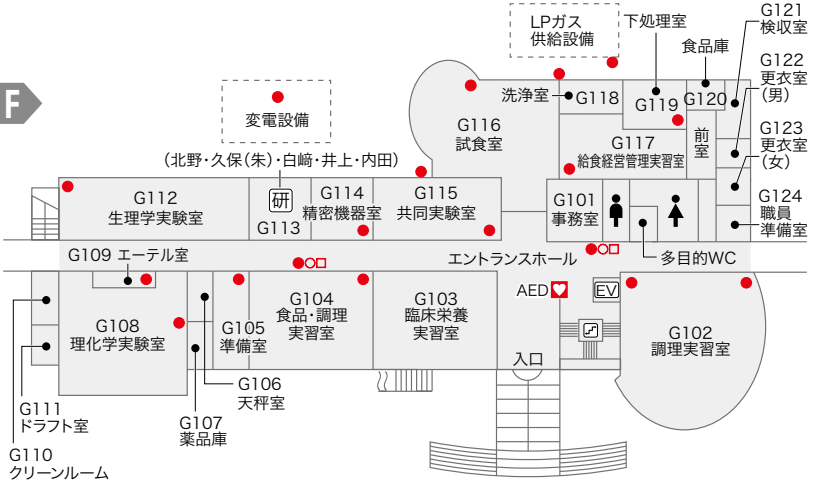 F
LPガス
供給設備
下処理室
G121
検収室
食品庫
G122
更衣室
(男)
洗浄室
G118
G119
G120
変電設備
G116
試食室
G117
給食経営管理実習室
前
室
G123
更衣室
(女)
(北野・久保(朱)・白﨑・井上・内田)
G112
生理学実験室
研
G113
G114
精密機器室
G115
共同実験室
G101
事務室
G124
職員
準備室
G109 エーテル室
エントランスホール
多目的WC
AED
EV
G108
理化学実験室
G105
準備室
G104
食品・調理
実習室
G103
臨床栄養
実習室
G102
調理実習室
入口
G106
天秤室
G107
薬品庫
G111
ドラフト室
G110
クリーンルーム